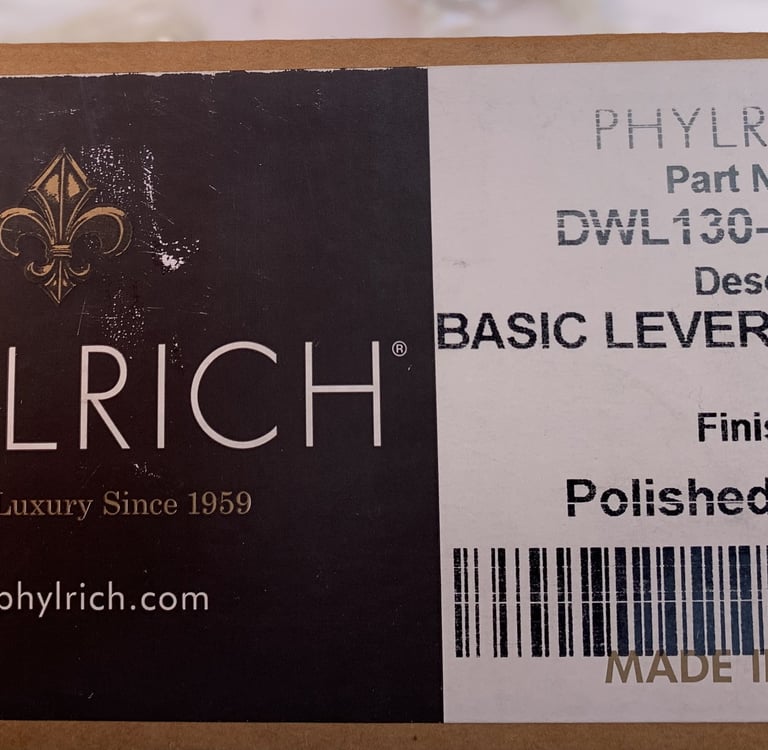 LRICH®
Luxury Since 1959
phylrich.com
PHYLR
Part N
DWL130-
Desc
BASIC LEVER
Finis
Polished
MADE I